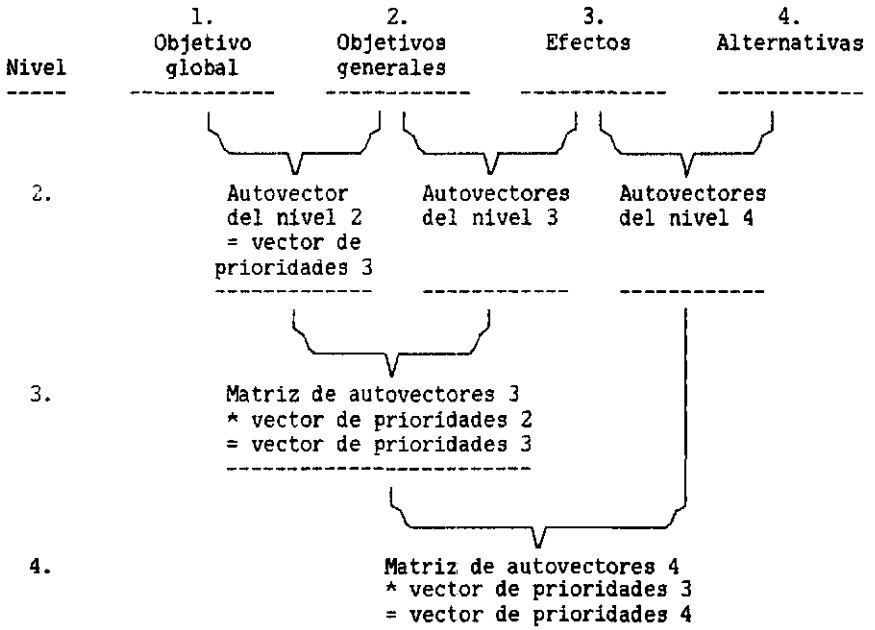 1. 2. 3. 4.
Objetivo Objetivos Efectos Alternativas
Nivel global generales
2. Autovector Autovectores Autovectores
del nivel 2 del nivel 3 del nivel 4
= vector de
prioridades 3
3. Matriz de autovectores 3
* vector de prioridades 2
= vector de prioridades 3
4. Matriz de autovectores 4
* vector de prioridades 3
= vector de prioridades 4